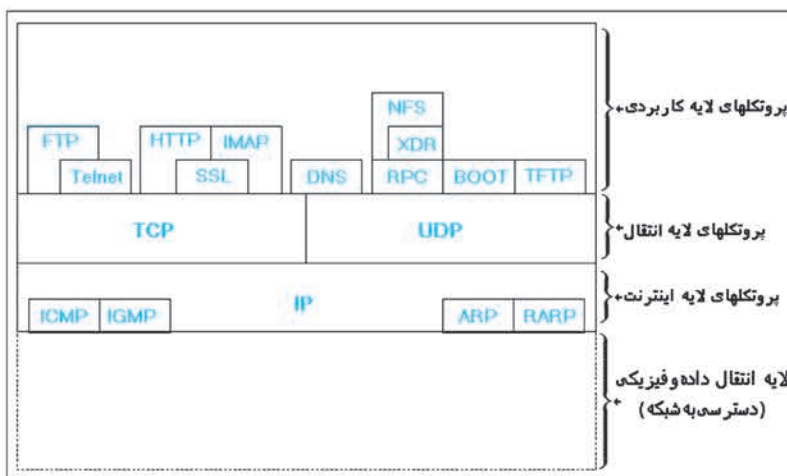 NFS
پروتکلهای لایه کاربردی
FTP HTTP IMAP XDR
Telnet SSL DNS RPC BOOT TFTP
TCP UDP
پروتکلهای لایه انتقال
IP
پروتکلهای لایه اینترنت
ICMP IGMP ARP RARP
لایه انتقال داده و فیزیکی
(دسترسی به شبکه)